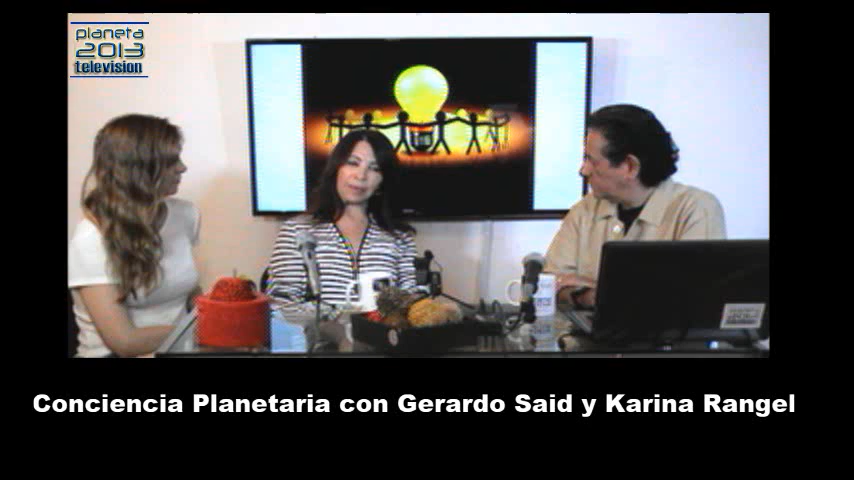 planeta
2013
television
Conciencia Planetaria con Gerardo Said y Karina Rangel